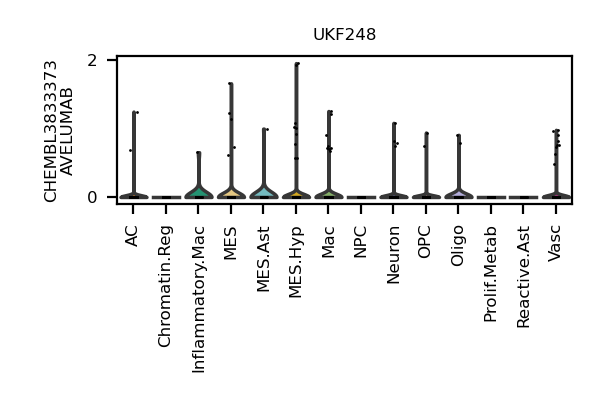 UKF248
CHEMBL3833373
AVELUMAB
2
0
AC
Chromatin.Reg
Inflammatory.Mac
MES
MES.Ast
MES.Hyp
Mac
NPC
Neuron
OPC
Oligo
Prolif.Metab
Reactive.Ast
Vasc